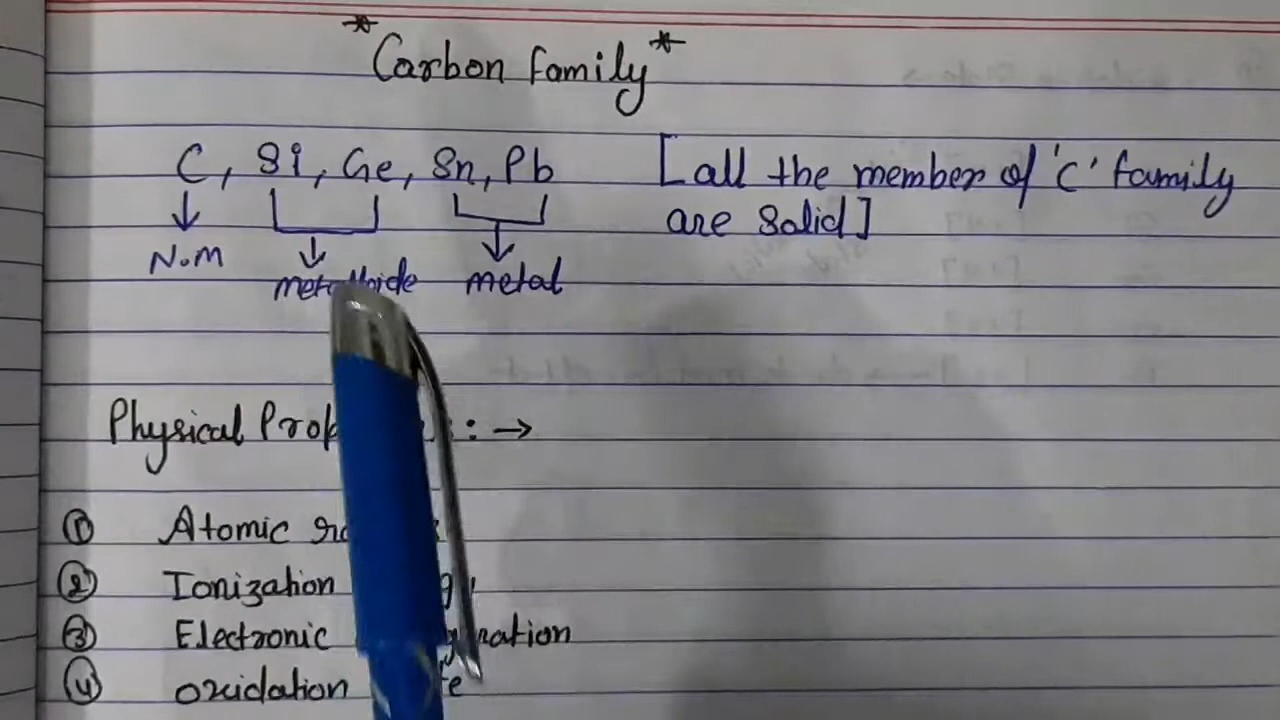 *Carbon family*
C, Si, Ge, Sn, Pb [all the member of 'C' family
are Solid]
N.M
metal
Physical :→
① Atomic
② Ionization
③ Electronic
④ oxidation